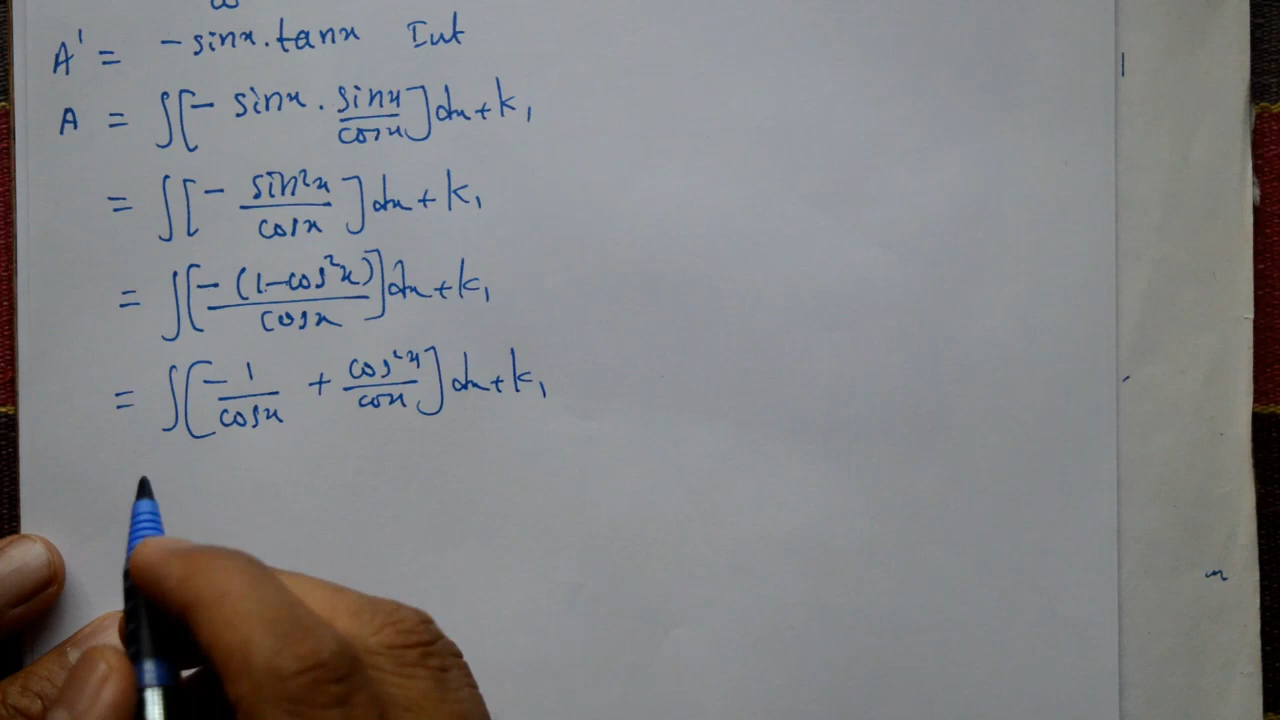 A' = - sinx . tanx Int
A = ∫[- sinx . sinx/cosx]dx + k₁
= ∫[- sin²x/cosx]dx + k₁
= ∫[-(1-cos²x)/cosx]dx + k₁
= ∫[-1/cosx + cos²x/cosx]dx + k₁